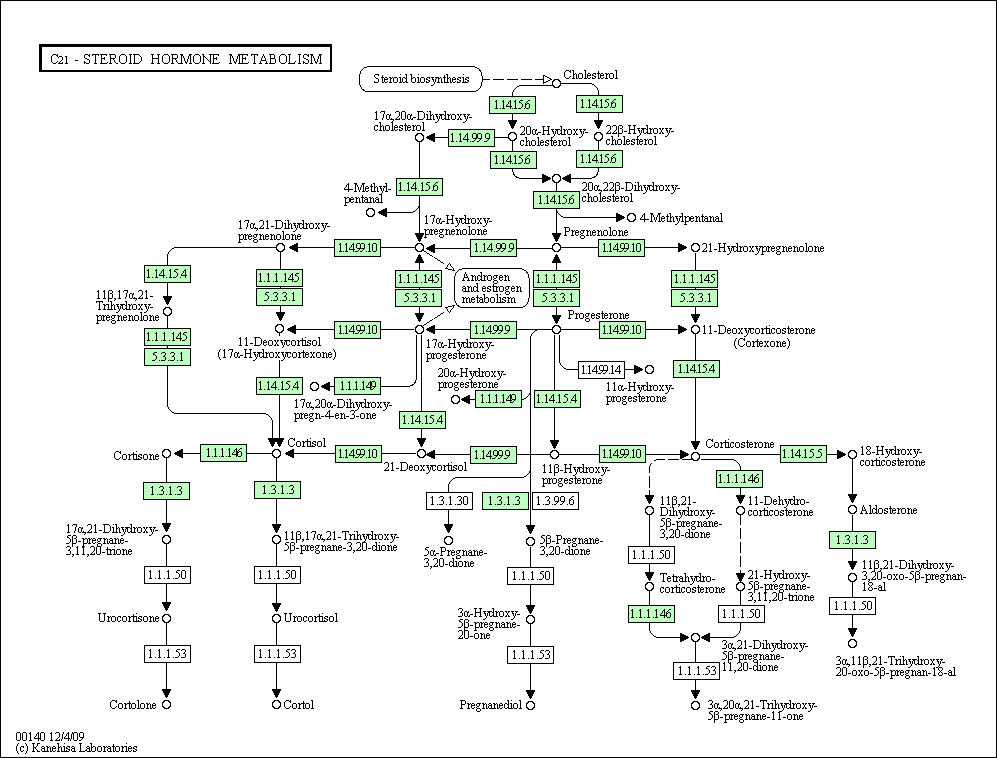 C21 - STEROID HORMONE METABOLISM
Steroid biosynthesis
Cholesterol
1.14.15.6
1.14.15.6
17α,20α-Dihydroxy-
cholesterol
1.14.99.9
20α-Hydroxy-
cholesterol
22β-Hydroxy-
cholesterol
1.14.15.6
1.14.15.6
4-Methyl-
pentanal
1.14.15.6
1.14.15.6
20α,22β-Dihydroxy-
cholesterol
4-Methylpentanal
17α,21-Dihydroxy-
pregnenolone
17α-Hydroxy-
pregnenolone
Pregnenolone
1.14.99.10
1.14.99.9
1.14.99.10
21-Hydroxypregnenolone
1.14.15.4
1.1.1.145
5.3.3.1
1.1.1.145
5.3.3.1
Androgen
and estrogen
metabolism
1.1.1.145
5.3.3.1
1.1.1.145
5.3.3.1
11β,17α,21-
Trihydroxy-
pregnenolone
1.1.1.145
5.3.3.1
11-Deoxycortisol
(17α-Hydroxycortexone)
1.14.99.10
17α-Hydroxy-
progesterone
1.14.99.9
Progesterone
1.14.99.10
11-Deoxycorticosterone
(Cortexone)
1.14.15.4
1.1.1.149
17α,20α-Dihydroxy-
pregn-4-en-3-one
20α-Hydroxy-
progesterone
1.1.1.149
1.14.15.4
1.14.99.14
11α-Hydroxy-
progesterone
1.14.15.4
1.14.15.4
Cortisone
1.1.1.146
Cortisol
1.14.99.10
21-Deoxycortisol
1.14.99.9
11β-Hydroxy-
progesterone
1.14.99.10
Corticosterone
1.14.15.5
18-Hydroxy-
corticosterone
1.3.1.3
1.3.1.3
1.3.1.30
1.3.1.3
1.3.99.6
1.1.1.146
17α,21-Dihydroxy-
5β-pregnane-
3,11,20-trione
11β,17α,21-Trihydroxy-
5β-pregnane-3,20-dione
5α-Pregnane-
3,20-dione
5β-Pregnane-
3,20-dione
11β,21-
Dihydroxy-
5β-pregnane-
3,20-dione
11-Dehydro-
corticosterone
Aldosterone
1.3.1.3
1.1.1.50
1.1.1.50
1.1.1.50
1.1.1.50
Tetrahydro-
corticosterone
21-Hydroxy-
5β-pregnane-
3,11,20-trione
11β,21-Dihydroxy-
3,20-oxo-5β-pregnan-
18-al
Urocortisone
Urocortisol
3α-Hydroxy-
5β-pregnane-
20-one
1.1.1.146
1.1.1.50
1.1.1.50
1.1.1.53
1.1.1.53
1.1.1.53
3α,21-Dihydroxy-
5β-pregnane-
11,20-dione
1.1.1.53
3α,11β,21-Trihydroxy-
20-oxo-5β-pregnan-18-al
Cortolone
Cortol
Pregnanediol
3α,20α,21-Trihydroxy-
5β-pregnane-11-one
00140 12/4/09
(c) Kanehisa Laboratories